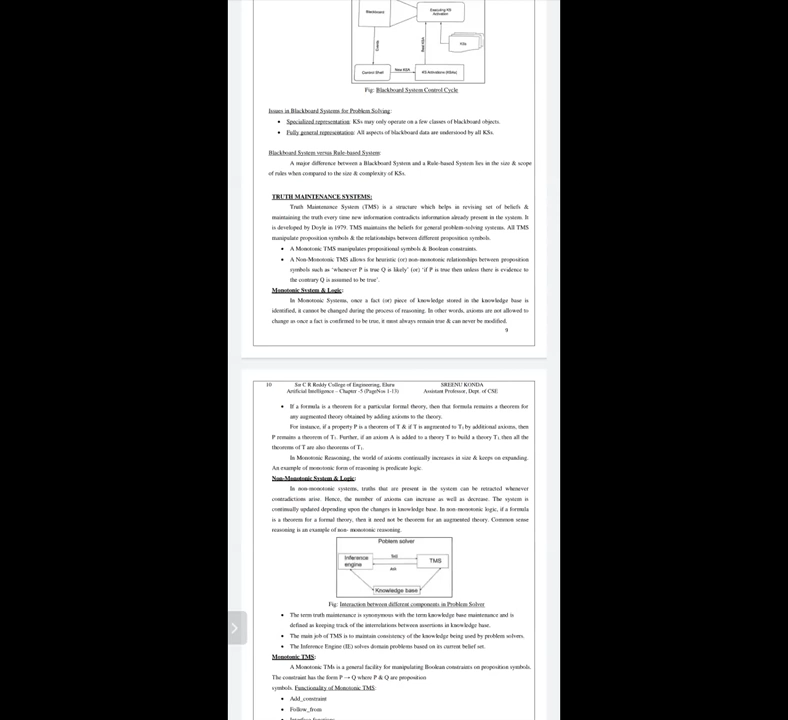 Blackboard
Executing KS
Activation
Events
KSs
Control Shell
New KSA
KS Activations (KSAs)
Fig: Blackboard System Control Cycle
Issues in Blackboard Systems for Problem Solving:
• Specialized representation: KSs may only operate on a few classes of blackboard objects.
• Fully general representation: All aspects of blackboard data are understood by all KSs.
Blackboard System versus Rule-based System:
A major difference between a Blackboard System and a Rule-based System lies in the size & scope
of rules when compared to the size & complexity of KSs.
TRUTH MAINTENANCE SYSTEMS:
Truth Maintenance System (TMS) is a structure which helps in revising set of beliefs &
maintaining the truth every time new information contradicts information already present in the system. It
is developed by Doyle in 1979. TMS maintains the beliefs for general problem-solving systems. All TMS
manipulate proposition symbols & the relationships between different proposition symbols.
• A Monotonic TMS manipulates propositional symbols & Boolean constraints.
• A Non-Monotonic TMS allows for heuristic (or) non-monotonic relationships between proposition
symbols such as 'whenever P is true Q is likely' (or) 'if P is true then unless there is evidence to
the contrary Q is assumed to be true'.
Monotonic System & Logic:
In Monotonic Systems, once a fact (or) piece of knowledge stored in the knowledge base is
identified, it cannot be changed during the process of reasoning. In other words, axioms are not allowed to
change as once a fact is confirmed to be true, it must always remain true & can never be modified.
9
10 Sir C R Reddy College of Engineering, Eluru SREENU KONDA
Artificial Intelligence – Chapter -5 (PageNos 1-13) Assistant Professor, Dept. of CSE
• If a formula is a theorem for a particular formal theory, then that formula remains a theorem for
any augmented theory obtained by adding axioms to the theory.
For instance, if a property P is a theorem of T & if T is augmented to T1 by additional axioms, then
P remains a theorem of T1. Further, if an axiom A is added to a theory T to build a theory T1 then all the
theorems of T are also theorems of T1.
In Monotonic Reasoning, the world of axioms continually increases in size & keeps on expanding.
An example of monotonic form of reasoning is predicate logic.
Non-Monotonic System & Logic:
In non-monotonic systems, truths that are present in the system can be retracted whenever
contradictions arise. Hence, the number of axioms can increase as well as decrease. The system is
continually updated depending upon the changes in knowledge base. In non-monotonic logic, if a formula
is a theorem for a formal theory, then it need not be theorem for an augmented theory. Common sense
reasoning is an example of non- monotonic reasoning.
Poblem solver
Inference
engine
Tell
Ask
TMS
Knowledge base
Fig: Interaction between different components in Problem Solver
• The term truth maintenance is synonymous with the term knowledge base maintenance and is
defined as keeping track of the interrelations between assertions in knowledge base.
• The main job of TMS is to maintain consistency of the knowledge being used by problem solvers.
• The Inference Engine (IE) solves domain problems based on its current belief set.
Monotonic TMS:
A Monotonic TMs is a general facility for manipulating Boolean constraints on proposition symbols.
The constraint has the form P → Q where P & Q are proposition
symbols. Functionality of Monotonic TMS:
• Add_constraint
• Follow_from
• Interface functions